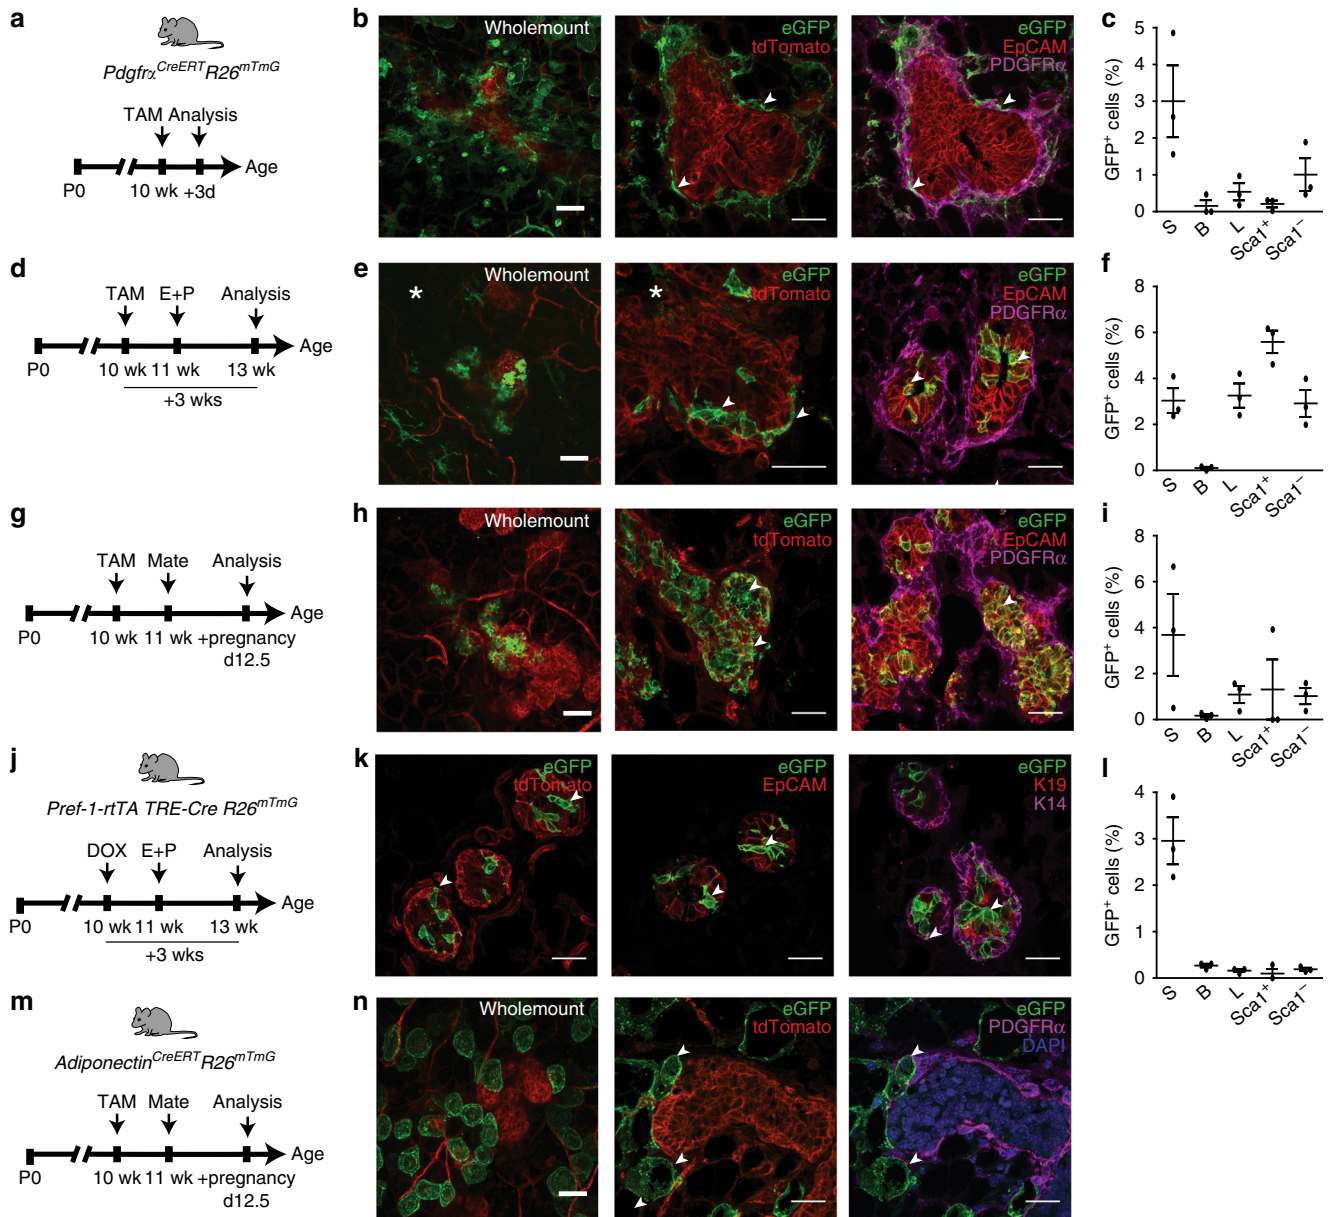 a
Pdgfrα^CreERT R26^mTmG
TAM Analysis
Age
P0
10 wk +3d
b
Wholemount
eGFP
tdTomato
eGFP
EpCAM
PDGFRα
c
GFP+ cells (%)
5
4
3
2
1
0
S B L Sca1+ Sca1−
d
TAM E+P Analysis
Age
P0
10 wk 11 wk 13 wk
+3 wks
e
Wholemount
*
eGFP
tdTomato
*
eGFP
EpCAM
PDGFRα
f
GFP+ cells (%)
8
6
4
2
0
S B L Sca1+ Sca1−
g
TAM Mate Analysis
Age
P0
10 wk 11 wk +pregnancy
d12.5
h
Wholemount
eGFP
tdTomato
eGFP
EpCAM
PDGFRα
i
GFP+ cells (%)
8
6
4
2
0
S B L Sca1+ Sca1−
j
Pref-1-rtTA TRE-Cre R26^mTmG
DOX E+P Analysis
Age
P0
10 wk 11 wk 13 wk
+3 wks
k
eGFP
tdTomato
eGFP
EpCAM
eGFP
K19
K14
l
GFP+ cells (%)
4
3
2
1
0
S B L Sca1+ Sca1−
m
Adiponectin^CreERT R26^mTmG
TAM Mate Analysis
Age
P0
10 wk 11 wk +pregnancy
d12.5
n
Wholemount
eGFP
tdTomato
eGFP
PDGFRα
DAPI